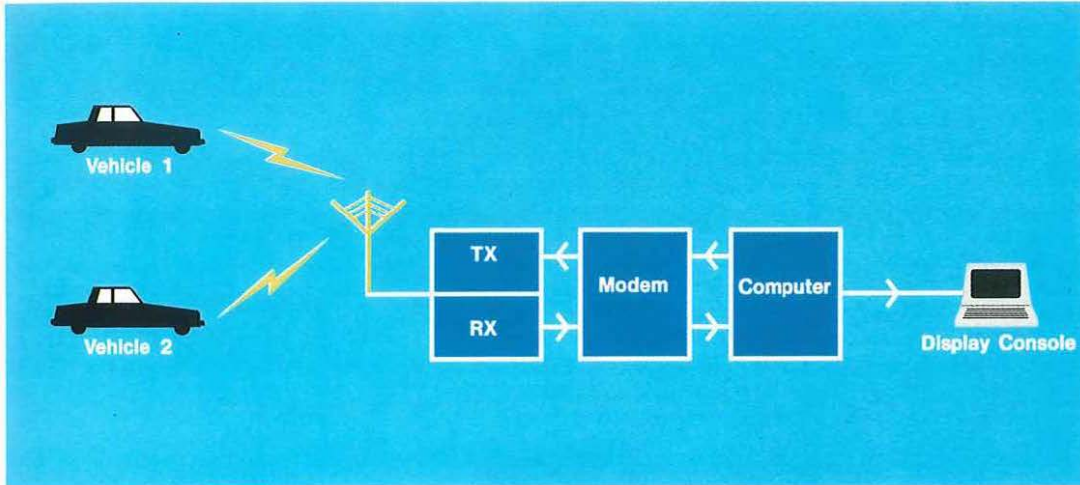 Vehicle 1
Vehicle 2
TX
RX
Modem
Computer
Display Console